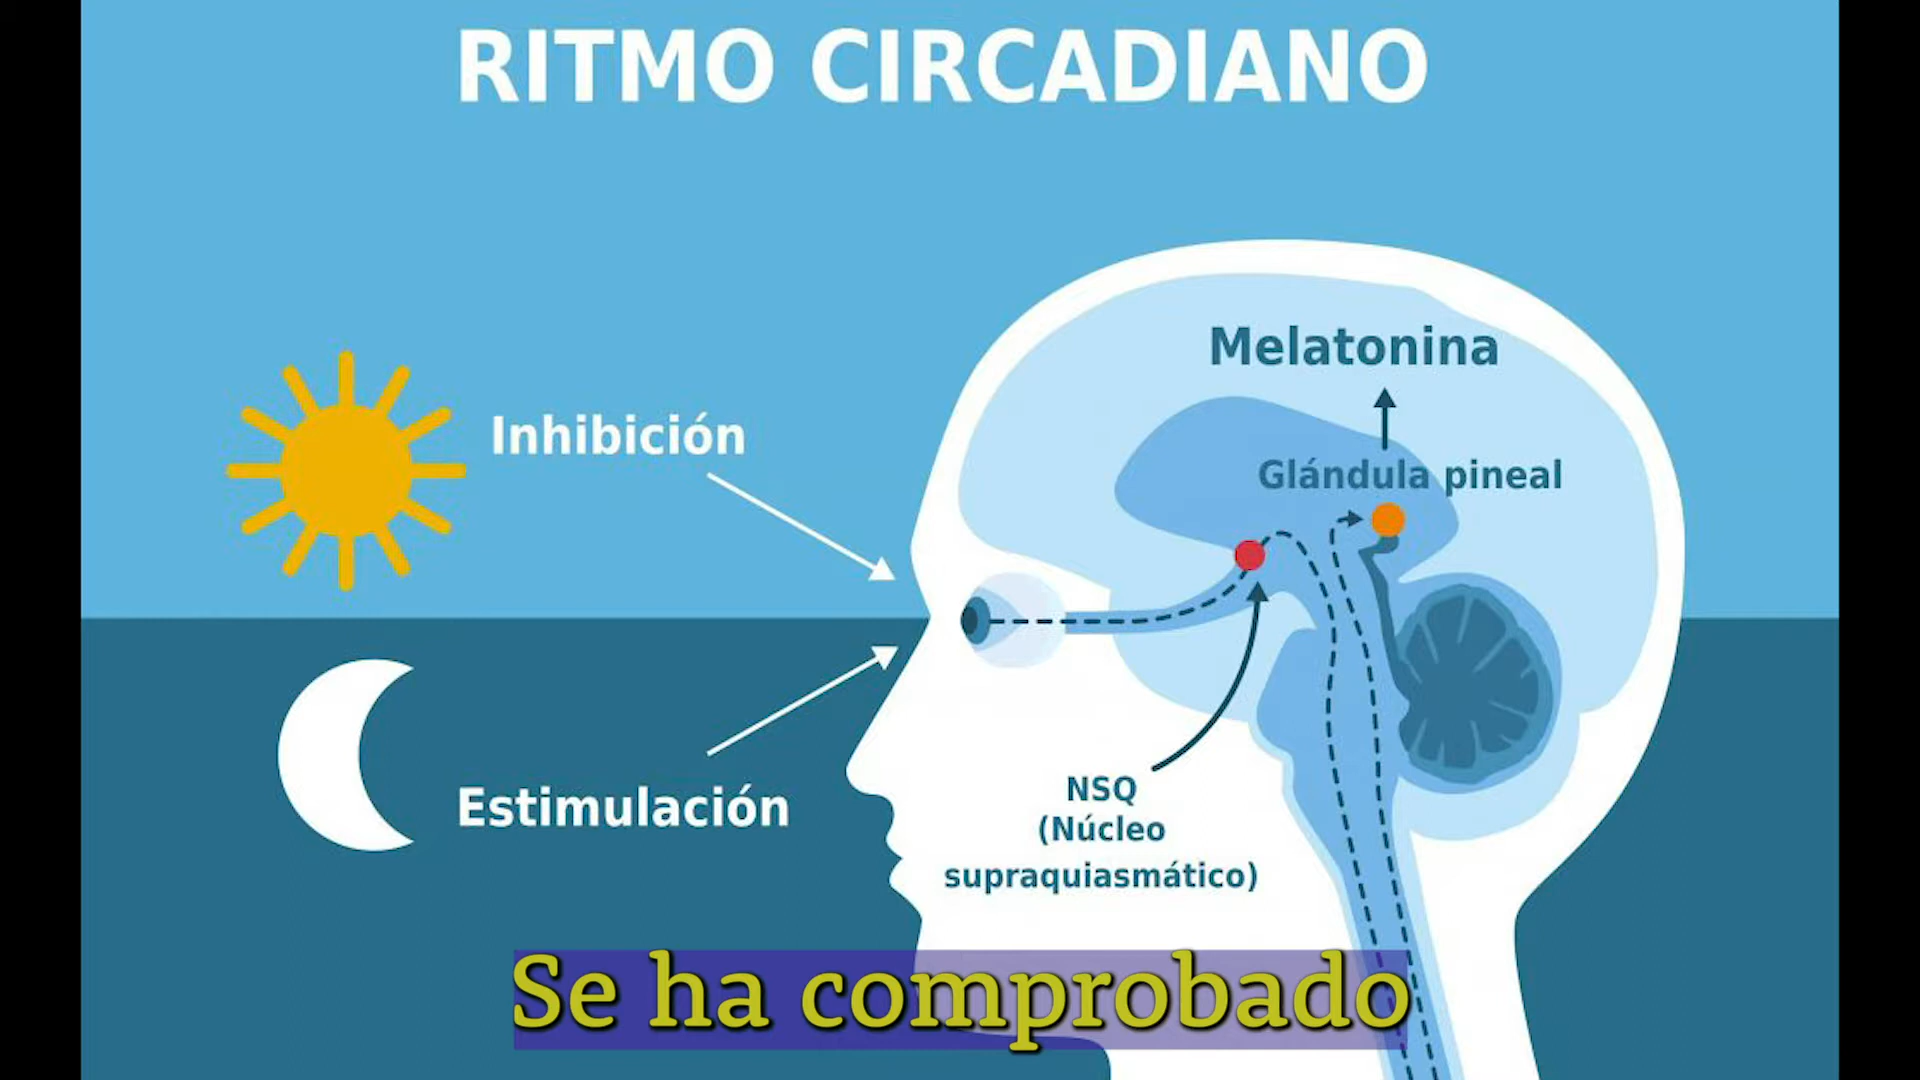 RITMO CIRCADIANO
Melatonina
Inhibición
Glándula pineal
Estimulación
NSQ
(Núcleo
supraquiasmático)
Se ha comprobado